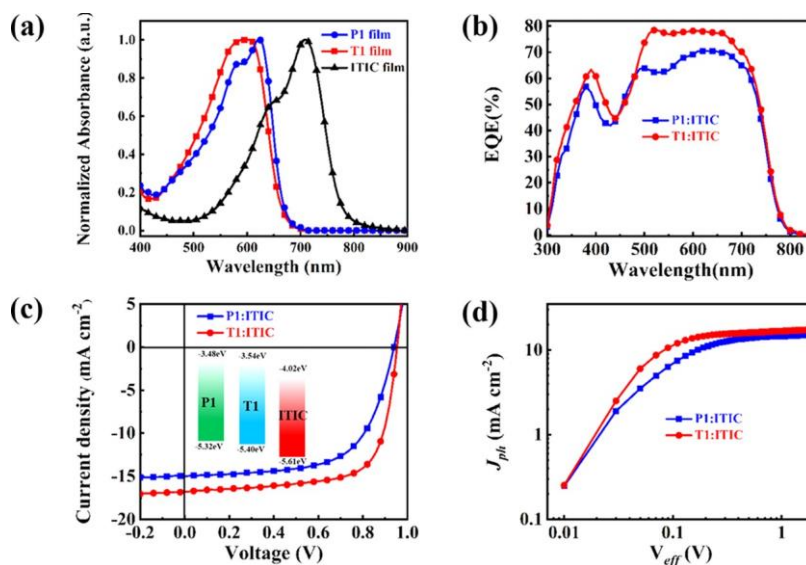 (a)
P1 film
T1 film
ITIC film
Normalized Absorbance (a.u.)
1.0
0.8
0.6
0.4
0.2
0.0
400 500 600 700 800 900
Wavelength (nm)
(b)
80
70
60
50
40
30
20
10
0
EQE(%)
P1:ITIC
T1:ITIC
300 400 500 600 700 800
Wavelength(nm)
(c)
5
0
-5
-10
-15
-20
Current density (mA cm-2)
P1:ITIC
T1:ITIC
-3.48eV -3.54eV -4.02eV
P1 T1 ITIC
-5.32eV -5.40eV -5.61eV
-0.2 0.0 0.2 0.4 0.6 0.8 1.0
Voltage (V)
(d)
10
1
0.1
Jph (mA cm-2)
P1:ITIC
T1:ITIC
0.01 0.1 1
Veff (V)